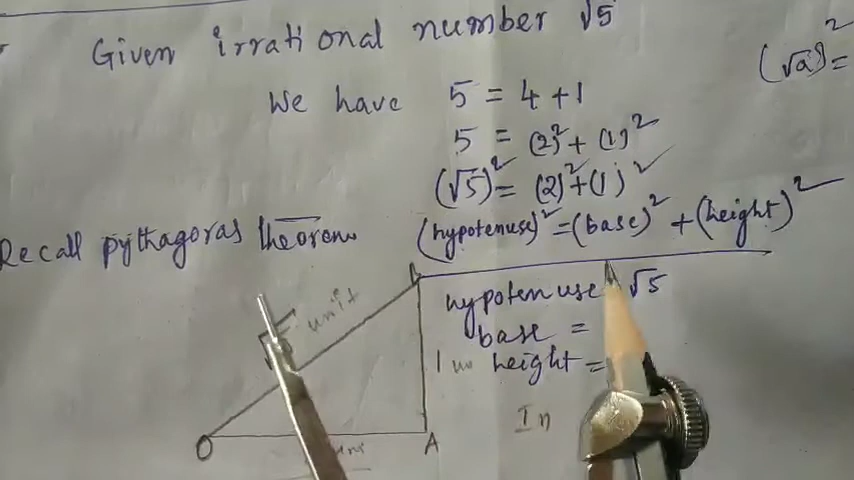 Given irrational number √5
(√a)² =
We have 5 = 4 + 1
5 = (2)² + (1)²
(√5)² = (2)² + (1)²
Recall pythagoras theorem (hypotenuse)² = (base)² + (height)²
unit
hypotenuse √5
base =
1 height =
In
O A